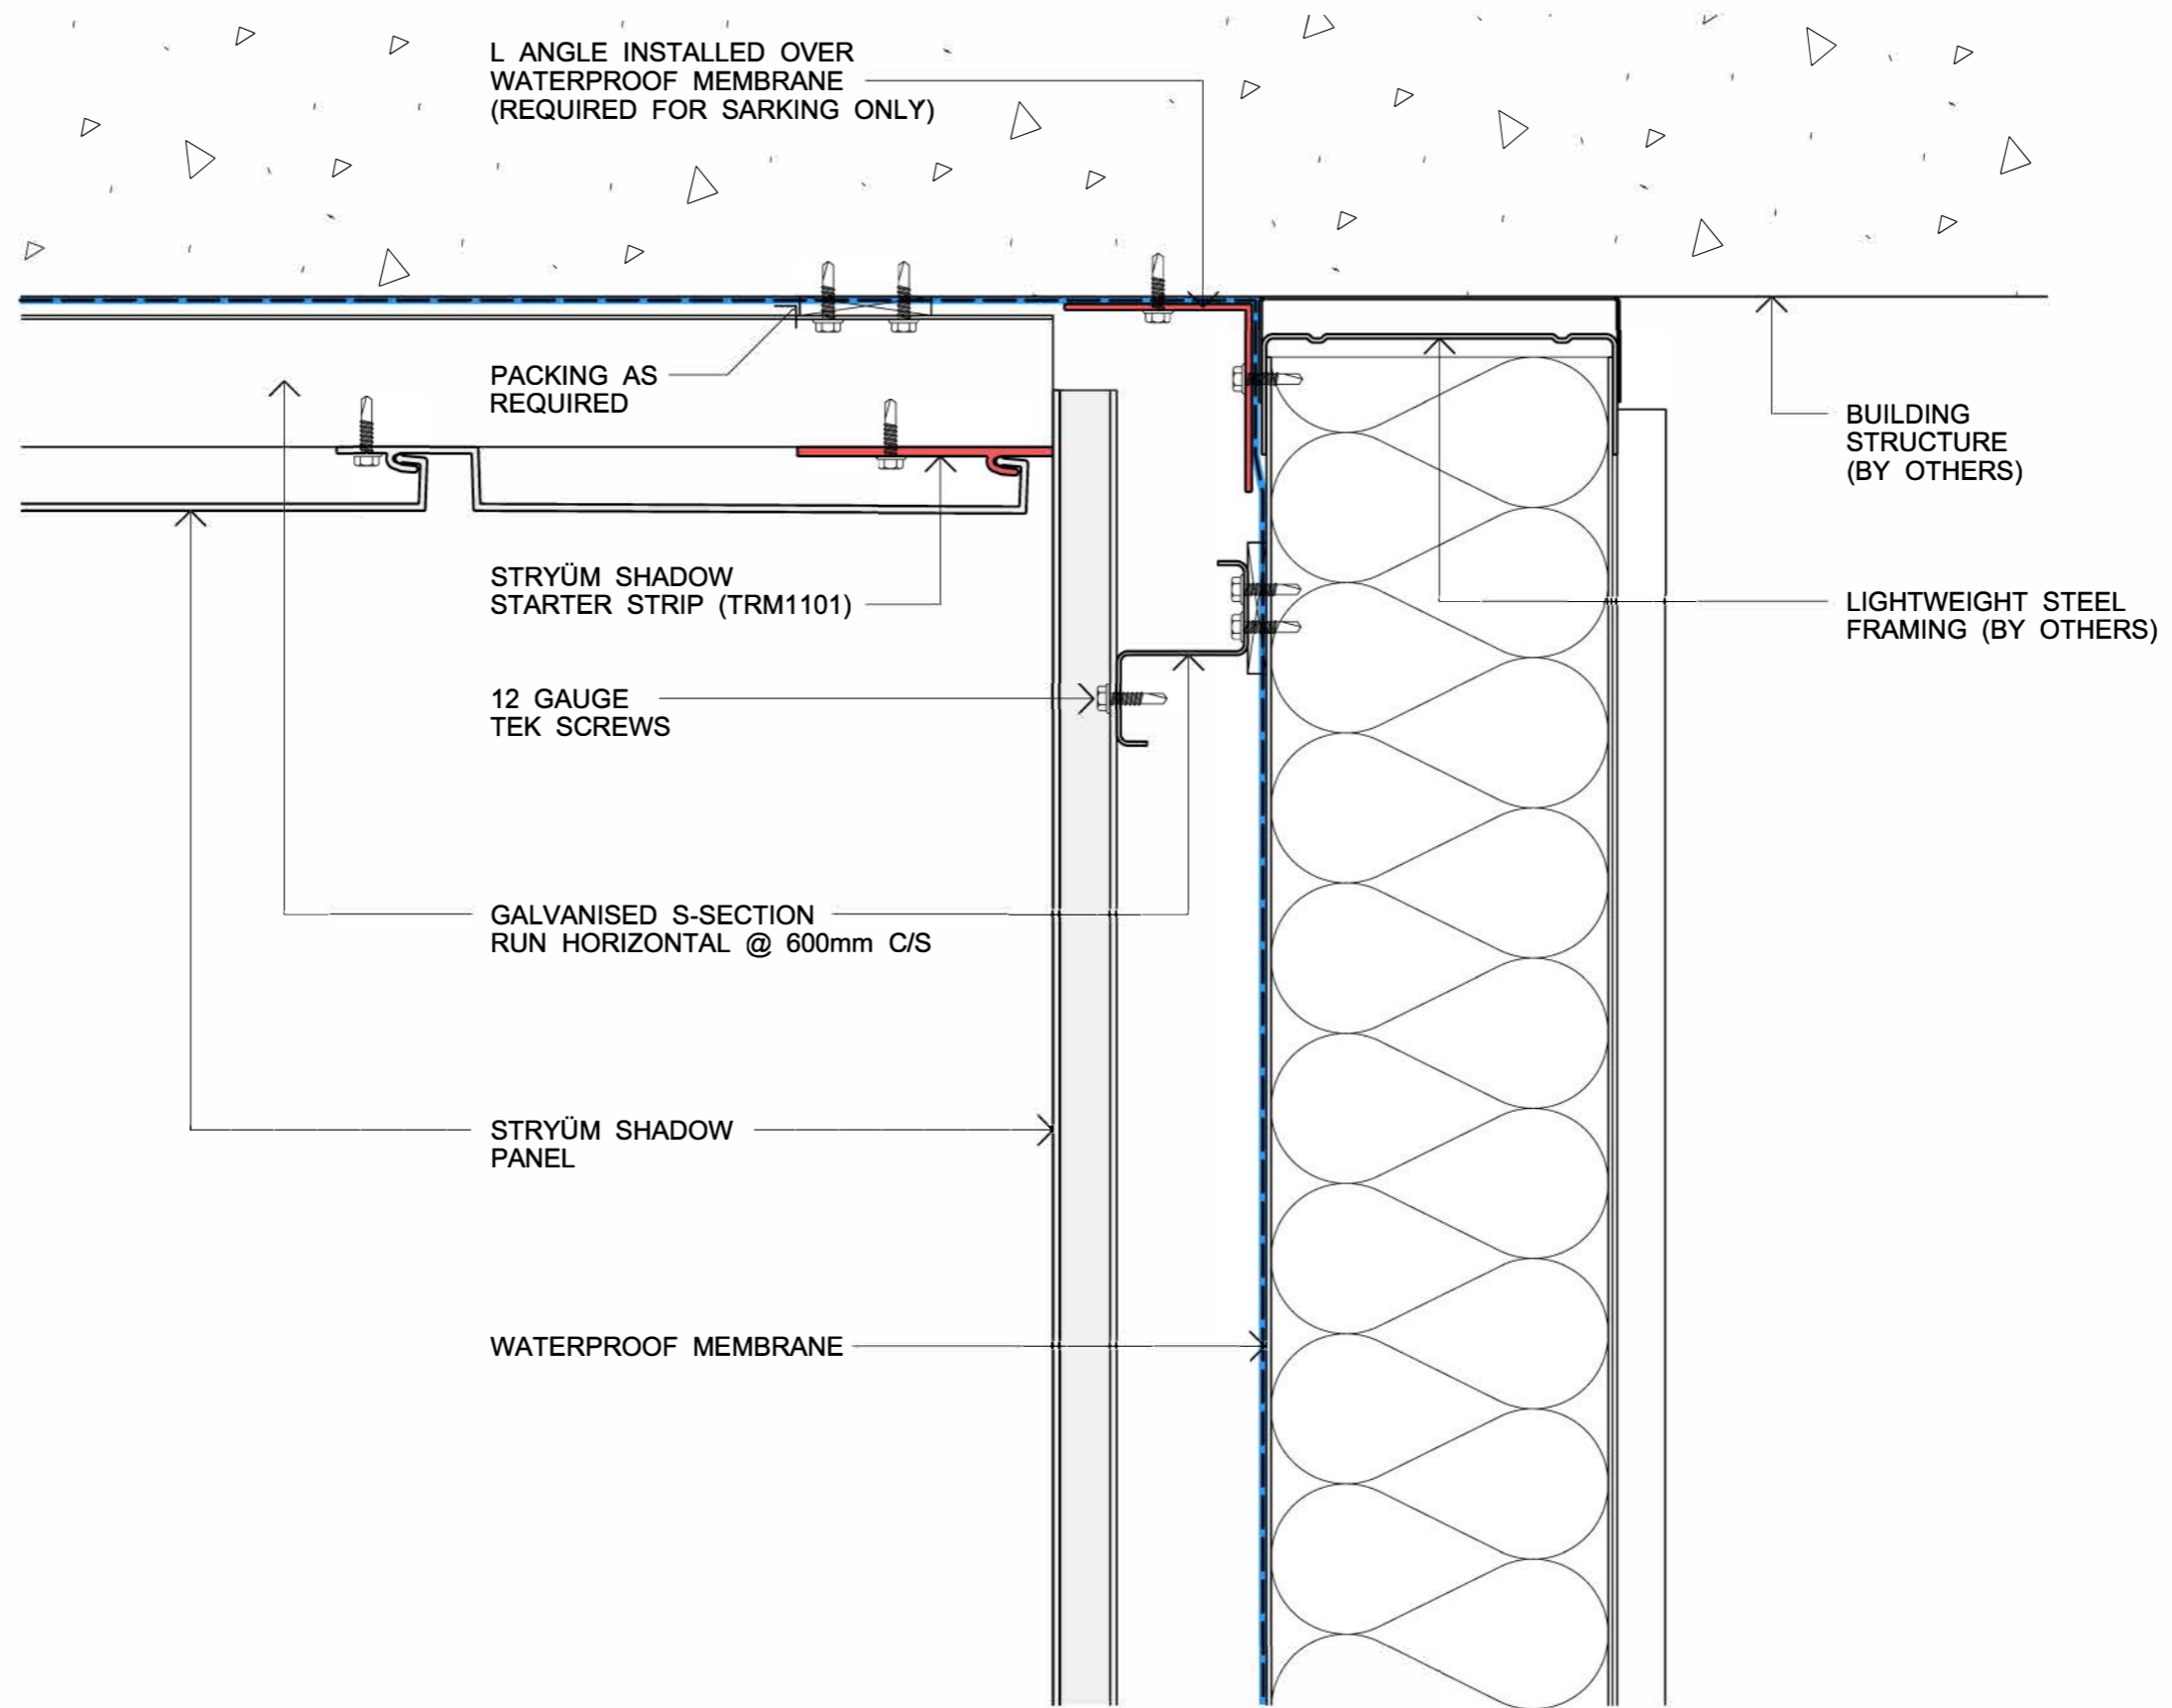 L ANGLE INSTALLED OVER
WATERPROOF MEMBRANE
(REQUIRED FOR SARKING ONLY)
PACKING AS
REQUIRED
BUILDING
STRUCTURE
(BY OTHERS)
STRYÜM SHADOW
STARTER STRIP (TRM1101)
LIGHTWEIGHT STEEL
FRAMING (BY OTHERS)
12 GAUGE
TEK SCREWS
GALVANISED S-SECTION
RUN HORIZONTAL @ 600mm C/S
STRYÜM SHADOW
PANEL
WATERPROOF MEMBRANE